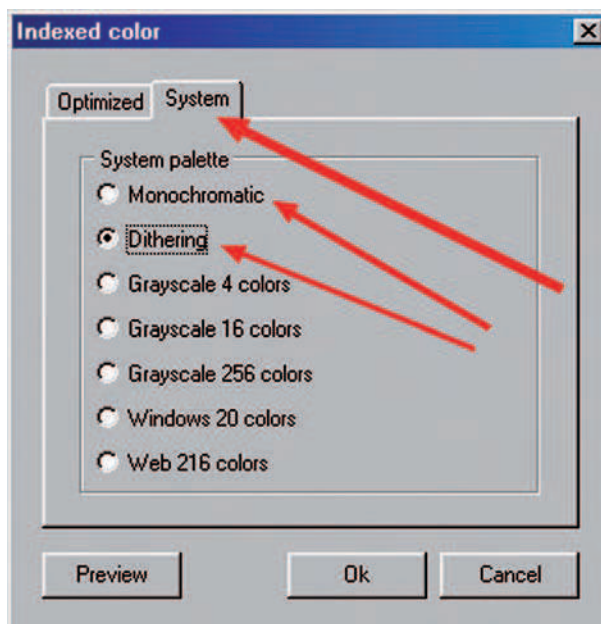 Indexed color
Optimized System
System palette
Monochromatic
Dithering
Grayscale 4 colors
Grayscale 16 colors
Grayscale 256 colors
Windows 20 colors
Web 216 colors
Preview Ok Cancel